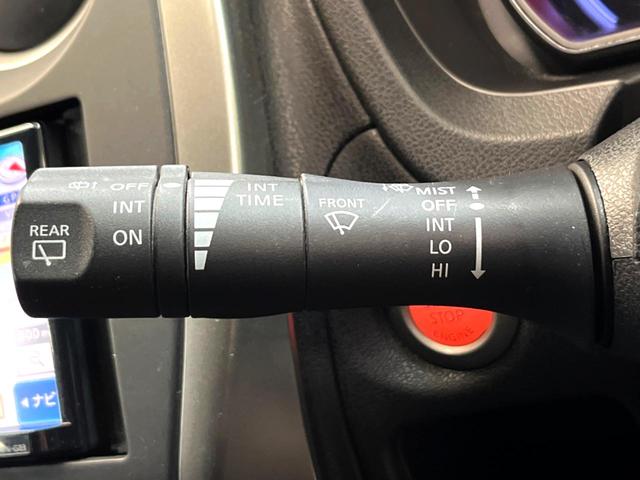 REAR
OFF
INT
ON
INT
TIME
FRONT
MIST
OFF
INT
LO
HI
STOP
ENGINE
ナビ